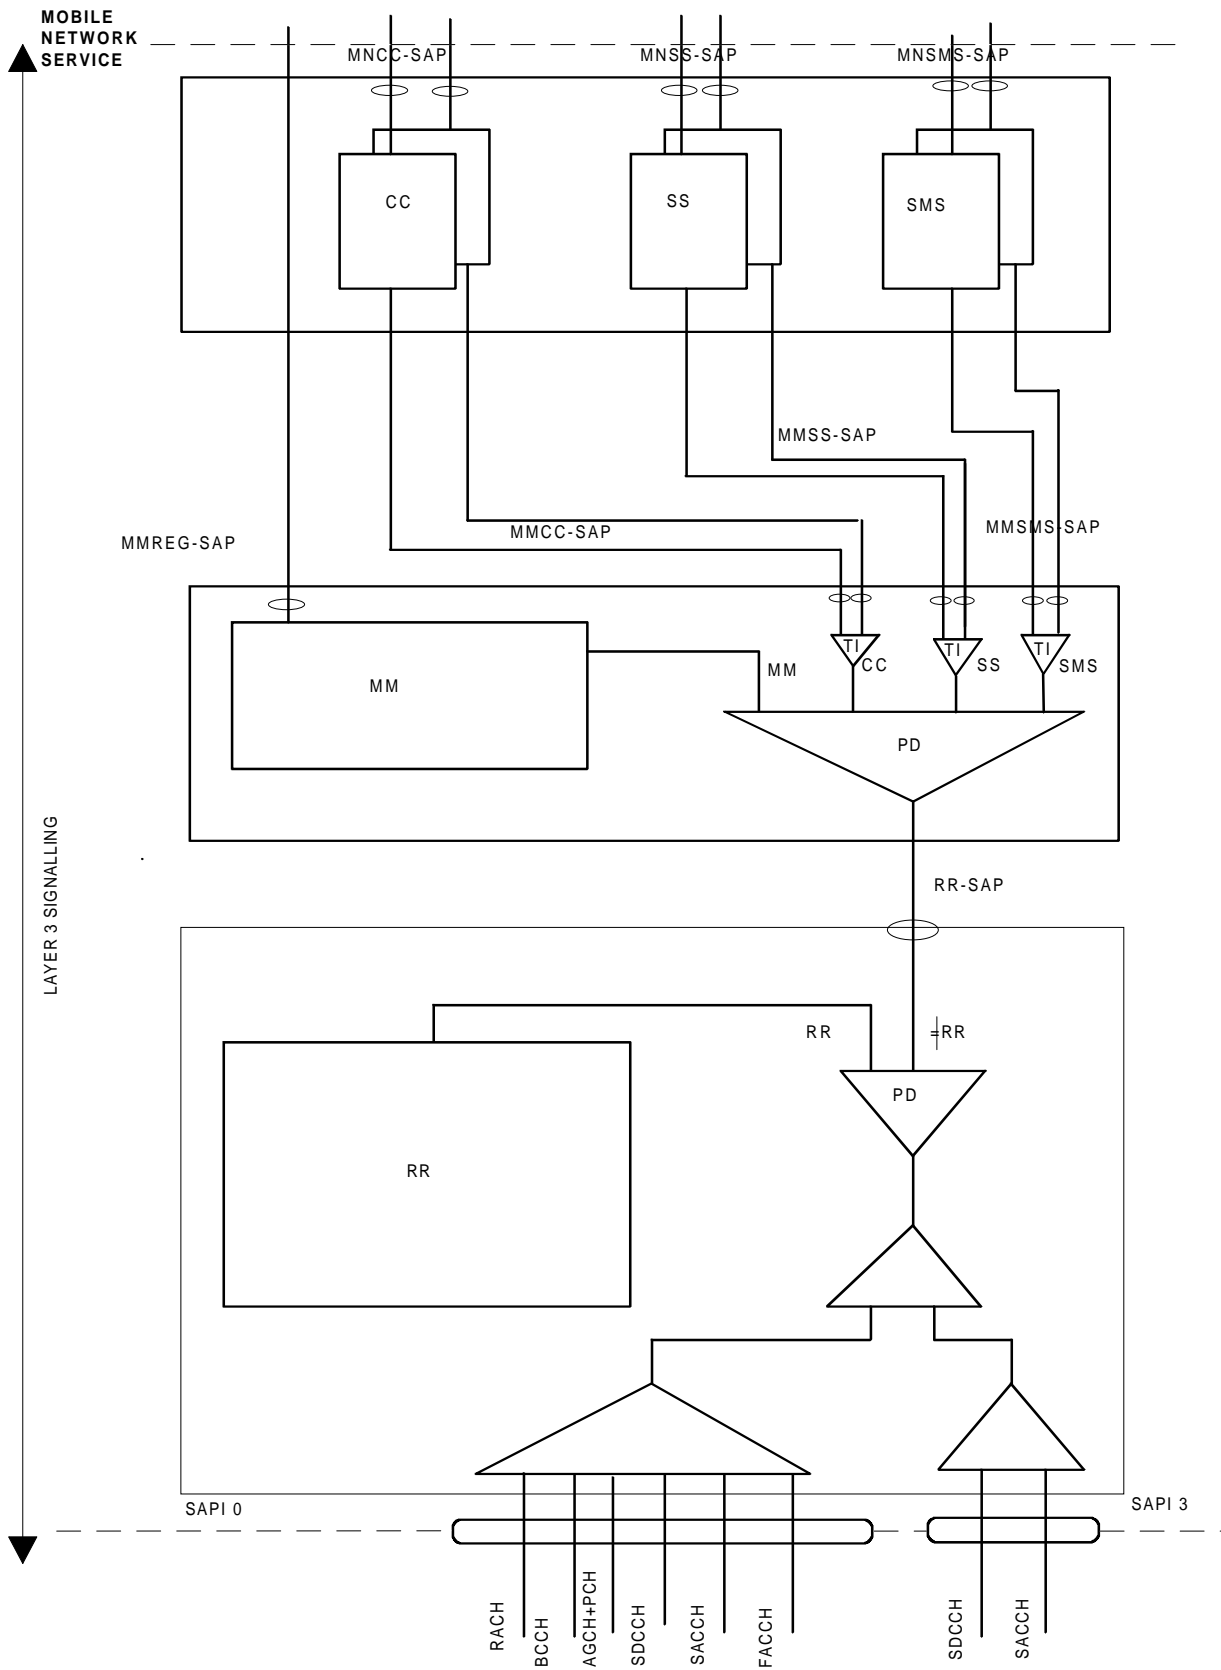 MOBILE
NETWORK
SERVICE
MNCC-SAP
MNSS-SAP
MNSMS-SAP
CC
SS
SMS
MMSS-SAP
MMREG-SAP
MMCC-SAP
MMSMS-SAP
MM
MM
TI
CC
TI
SS
TI
SMS
PD
LAYER 3 SIGNALLING
RR-SAP
RR
≠RR
PD
RR
SAPI 0
SAPI 3
RACH
BCCH
AGCH+PCH
SDCCH
SACCH
FACCH
SDCCH
SACCH